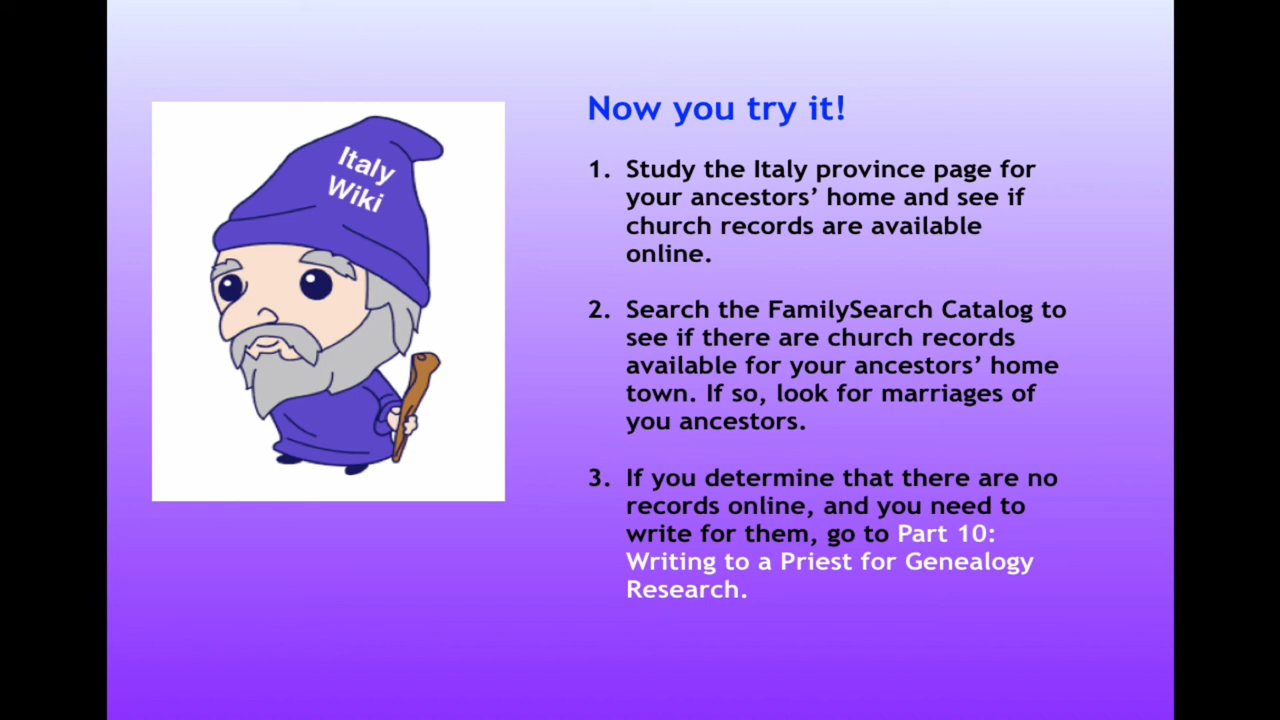 Italy
Wiki
Now you try it!
1. Study the Italy province page for
your ancestors’ home and see if
church records are available
online.
2. Search the FamilySearch Catalog to
see if there are church records
available for your ancestors’ home
town. If so, look for marriages of
you ancestors.
3. If you determine that there are no
records online, and you need to
write for them, go to Part 10:
Writing to a Priest for Genealogy
Research.